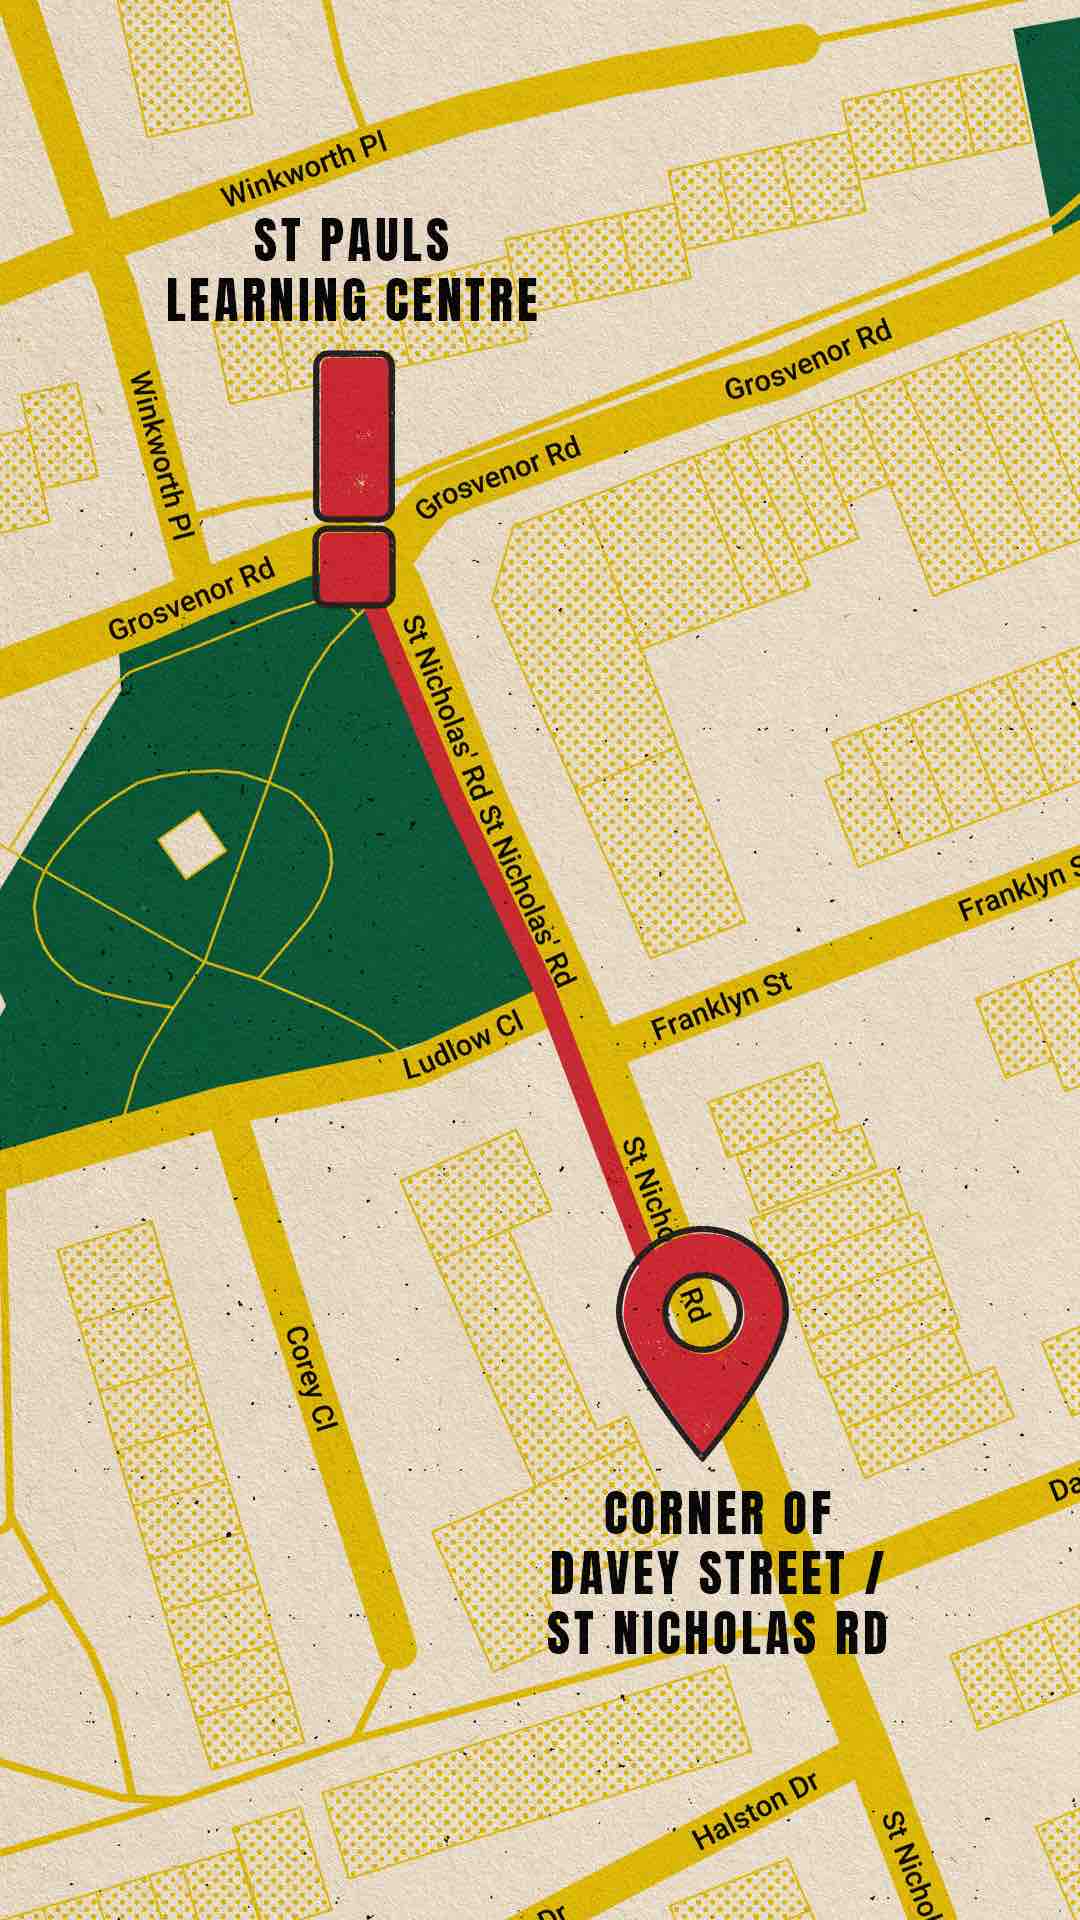 Winkworth Pl
ST PAULS
LEARNING CENTRE
Winkworth Pl
Grosvenor Rd
Grosvenor Rd
Grosvenor Rd
St Nicholas' Rd
St Nicholas' Rd
Franklyn S
Franklyn St
Ludlow Cl
St Nicho
Rd
Corey Cl
Da
CORNER OF
DAVEY STREET /
ST NICHOLAS RD
Halston Dr
St Nichol
Dr